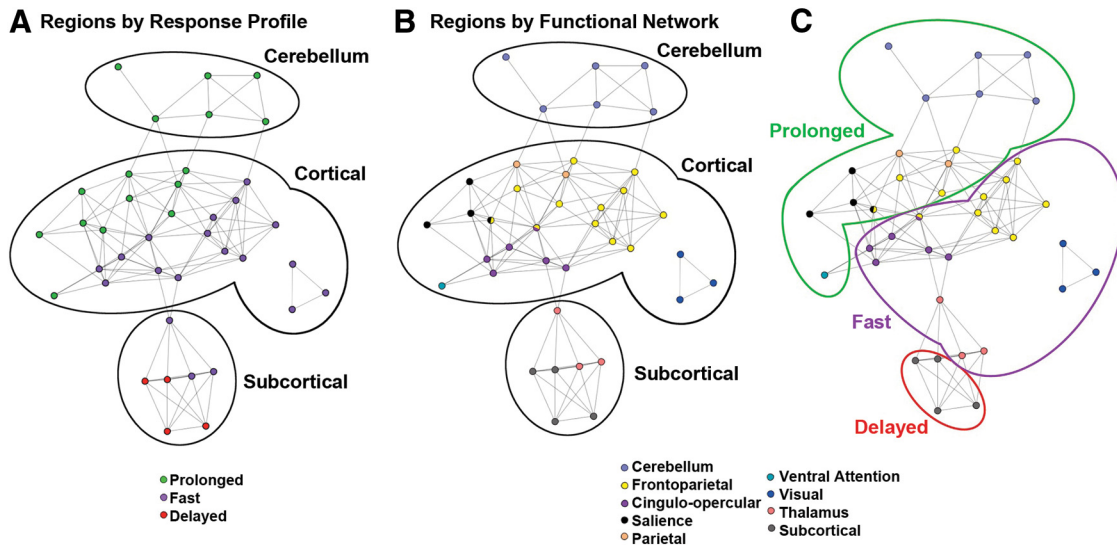 A Regions by Response Profile
Cerebellum
Cortical
Subcortical
Prolonged
Fast
Delayed
B Regions by Functional Network
Cerebellum
Cortical
Subcortical
Cerebellum
Frontoparietal
Cingulo-opercular
Salience
Parietal
Ventral Attention
Visual
Thalamus
Subcortical
C
Prolonged
Fast
Delayed